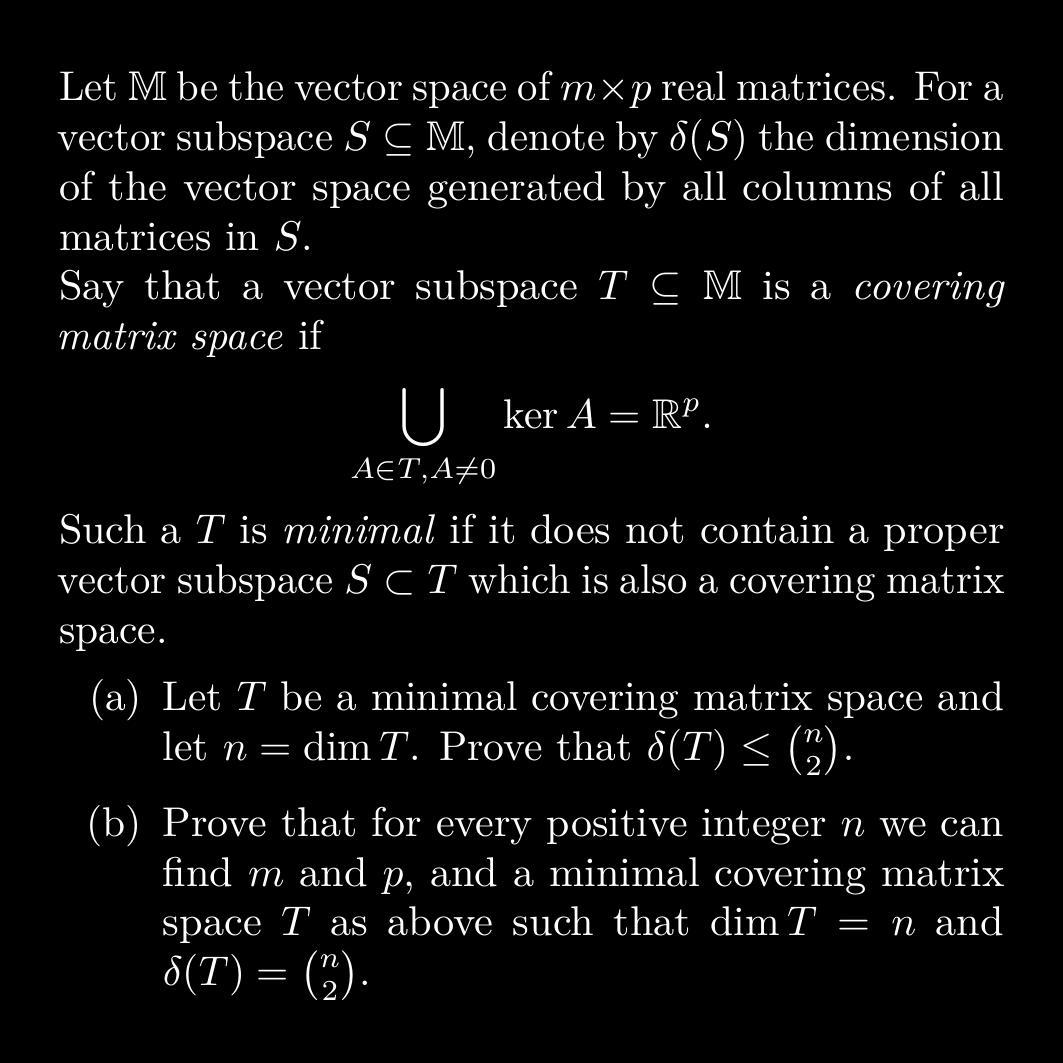 Let 𝕄 be the vector space of m×p real matrices. For a
vector subspace S ⊆ 𝕄, denote by δ(S) the dimension
of the vector space generated by all columns of all
matrices in S.
Say that a vector subspace T ⊆ 𝕄 is a covering
matrix space if
⋃_{A∈T,A≠0} ker A = ℝ^p.
Such a T is minimal if it does not contain a proper
vector subspace S ⊂ T which is also a covering matrix
space.
(a) Let T be a minimal covering matrix space and
let n = dim T. Prove that δ(T) ≤ \binom{n}{2}.
(b) Prove that for every positive integer n we can
find m and p, and a minimal covering matrix
space T as above such that dim T = n and
δ(T) = \binom{n}{2}.